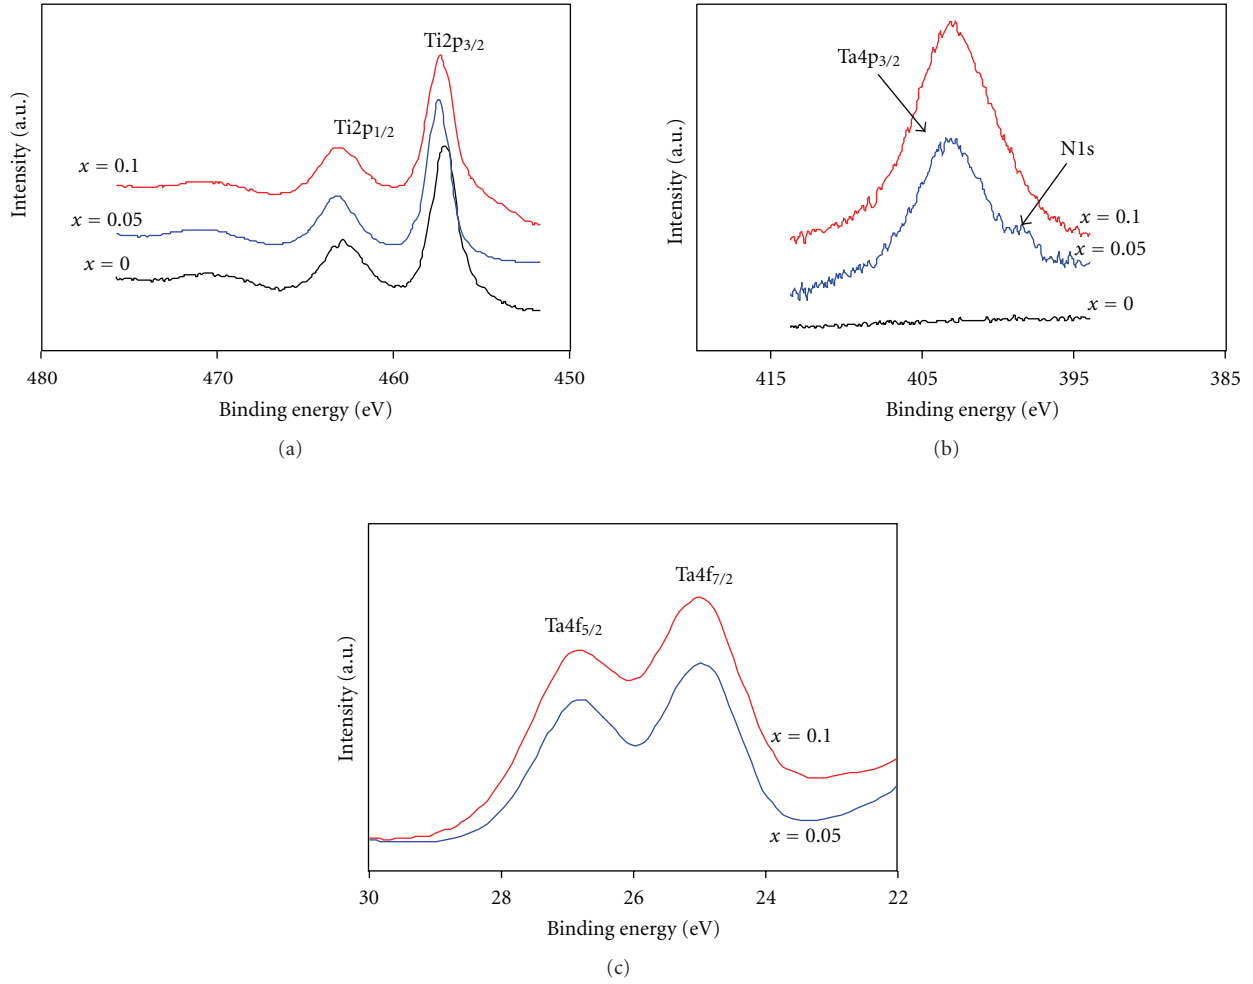 Ti2p3/2
Ti2p1/2
Intensity (a.u.)
x = 0.1
x = 0.05
x = 0
480 470 460 450
Binding energy (eV)
(a)
Ta4p3/2
N1s
Intensity (a.u.)
x = 0.1
x = 0.05
x = 0
415 405 395 385
Binding energy (eV)
(b)
Ta4f7/2
Ta4f5/2
Intensity (a.u.)
x = 0.1
x = 0.05
30 28 26 24 22
Binding energy (eV)
(c)